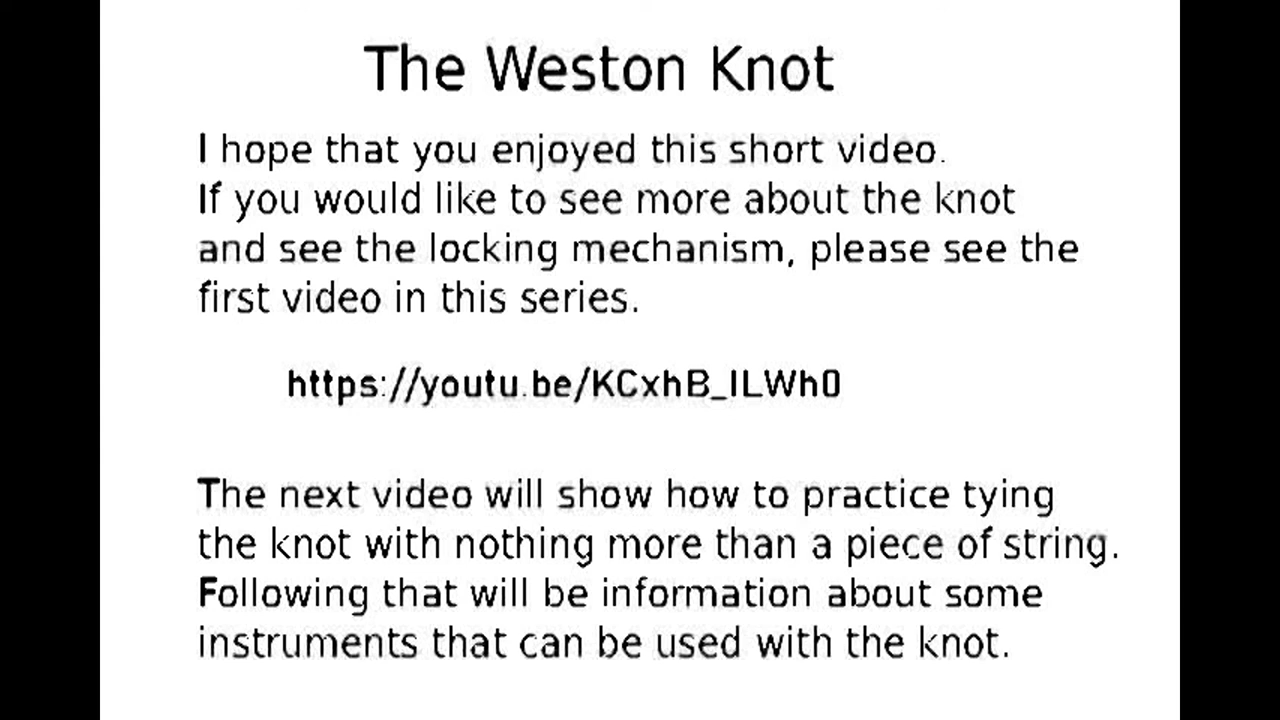 The Weston Knot
I hope that you enjoyed this short video.
If you would like to see more about the knot
and see the locking mechanism, please see the
first video in this series.
https://youtu.be/KCxhB_ILWh0
The next video will show how to practice tying
the knot with nothing more than a piece of string.
Following that will be information about some
instruments that can be used with the knot.